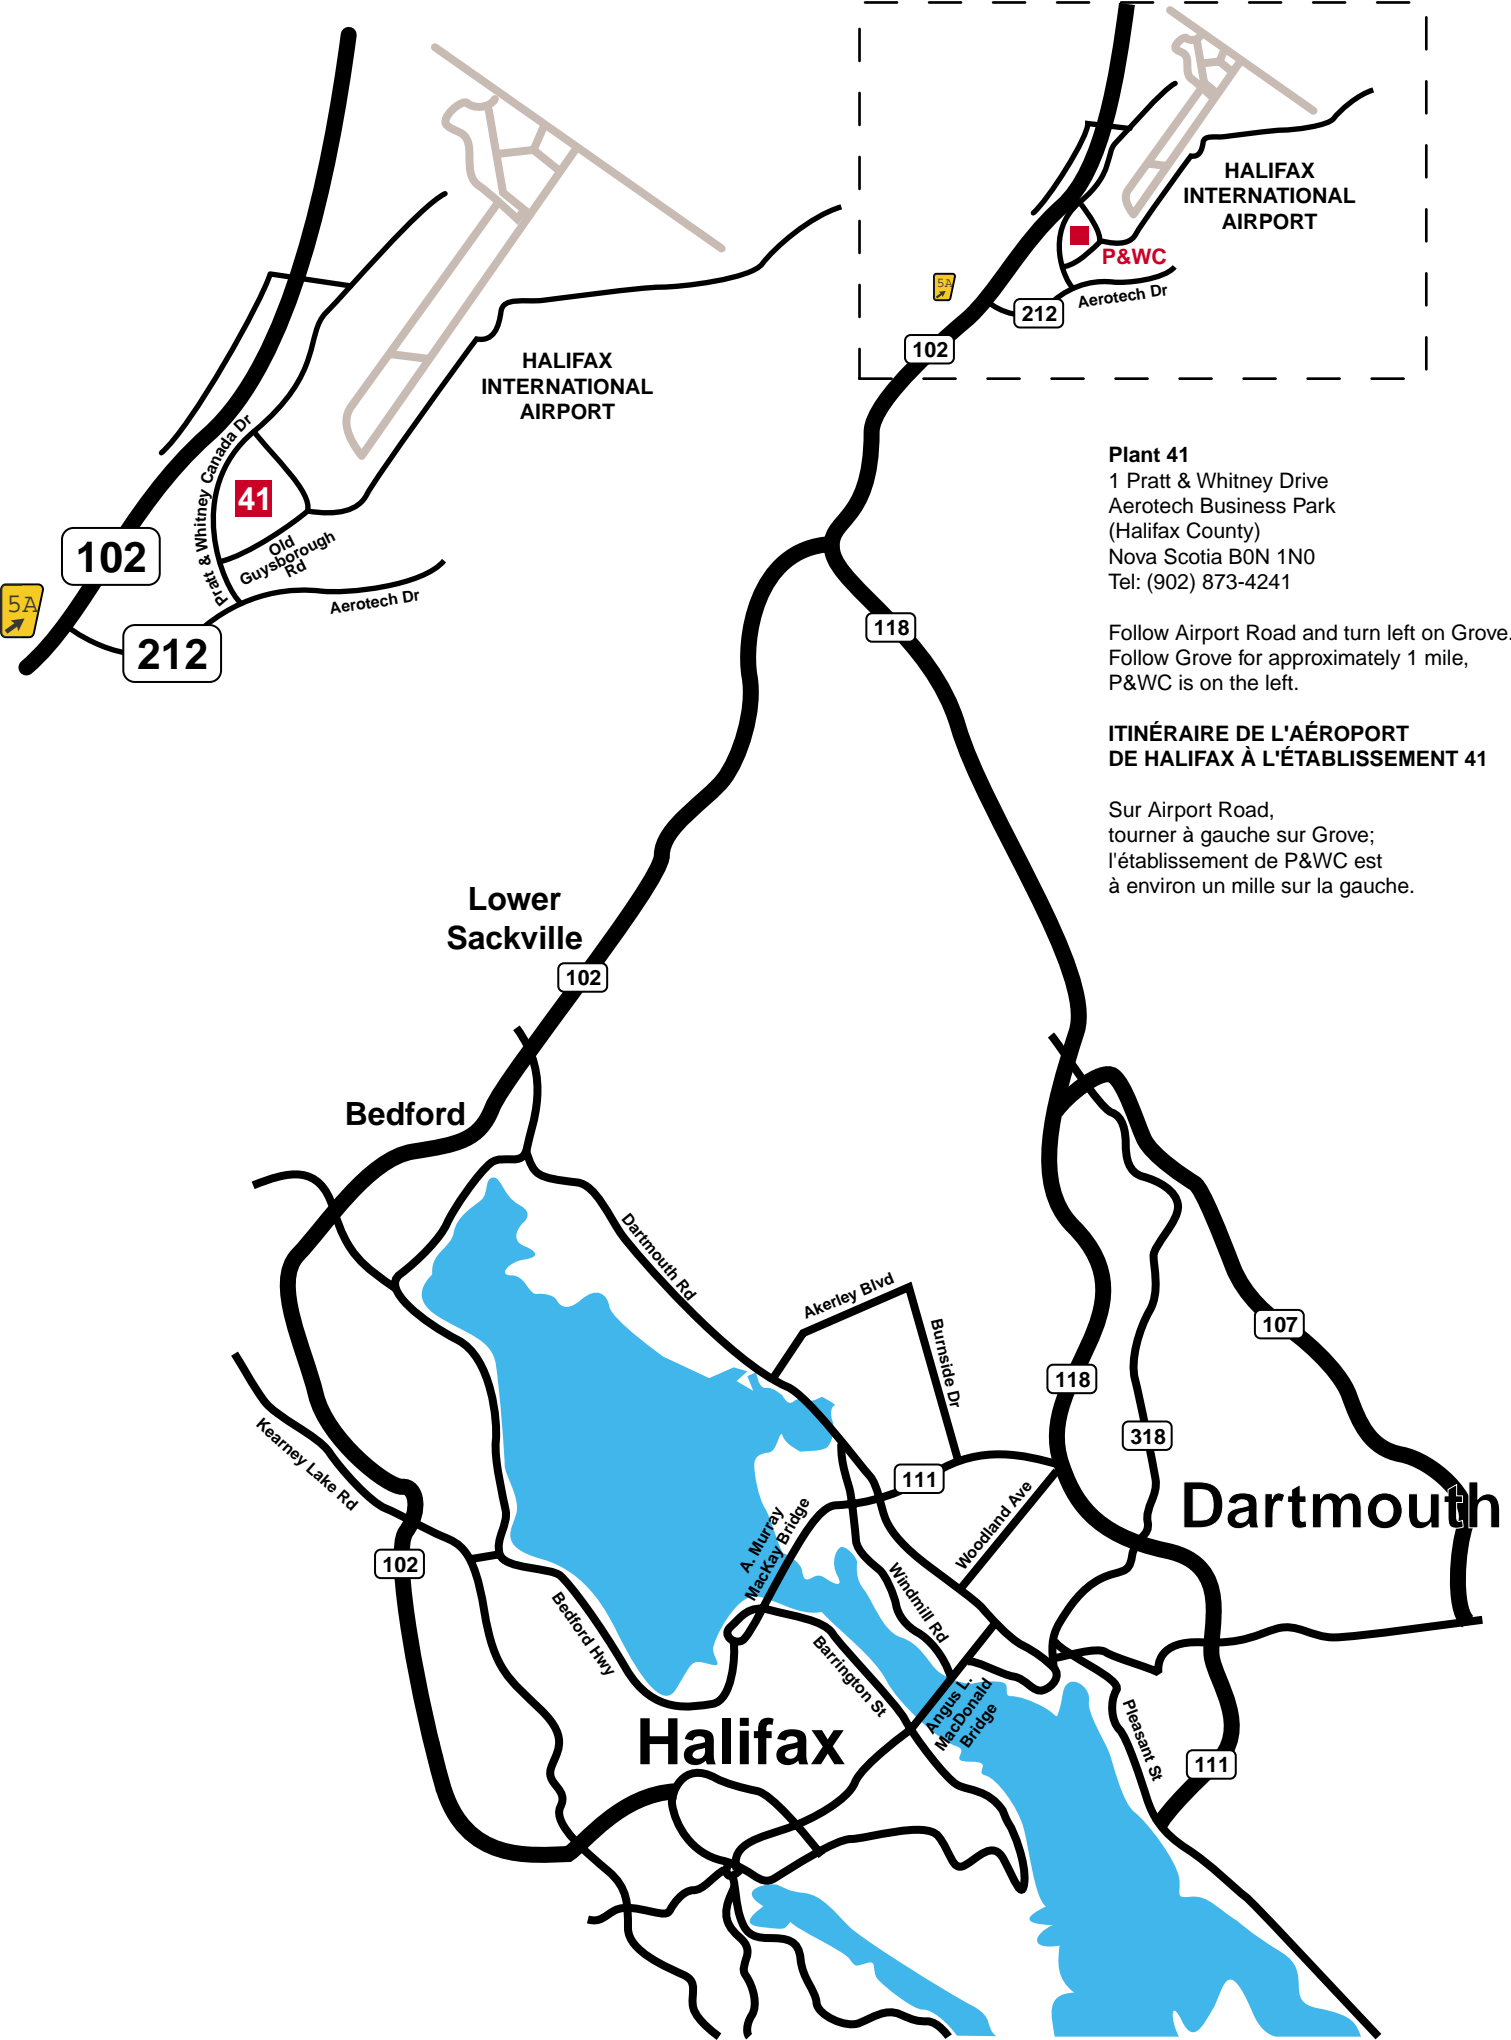 HALIFAX
INTERNATIONAL
AIRPORT
P&WC
5A
212
Aerotech Dr
102
HALIFAX
INTERNATIONAL
AIRPORT
Pratt & Whitney Canada Dr
41
102
Old
Guysborough
Rd
5A
Aerotech Dr
212
Plant 41
1 Pratt & Whitney Drive
Aerotech Business Park
(Halifax County)
Nova Scotia B0N 1N0
Tel: (902) 873-4241
Follow Airport Road and turn left on Grove.
Follow Grove for approximately 1 mile,
P&WC is on the left.
ITINÉRAIRE DE L'AÉROPORT
DE HALIFAX À L'ÉTABLISSEMENT 41
Sur Airport Road,
tourner à gauche sur Grove;
l'établissement de P&WC est
à environ un mille sur la gauche.
118
Lower
Sackville
102
Bedford
Dartmouth Rd
Akerley Blvd
Burnside Dr
107
118
318
Kearney Lake Rd
111
Dartmouth
Woodland Ave
A. Murray
MacKay Bridge
102
Windmill Rd
Bedford Hwy
Barrington St
Angus L.
MacDonald
Bridge
Pleasant St
Halifax
111